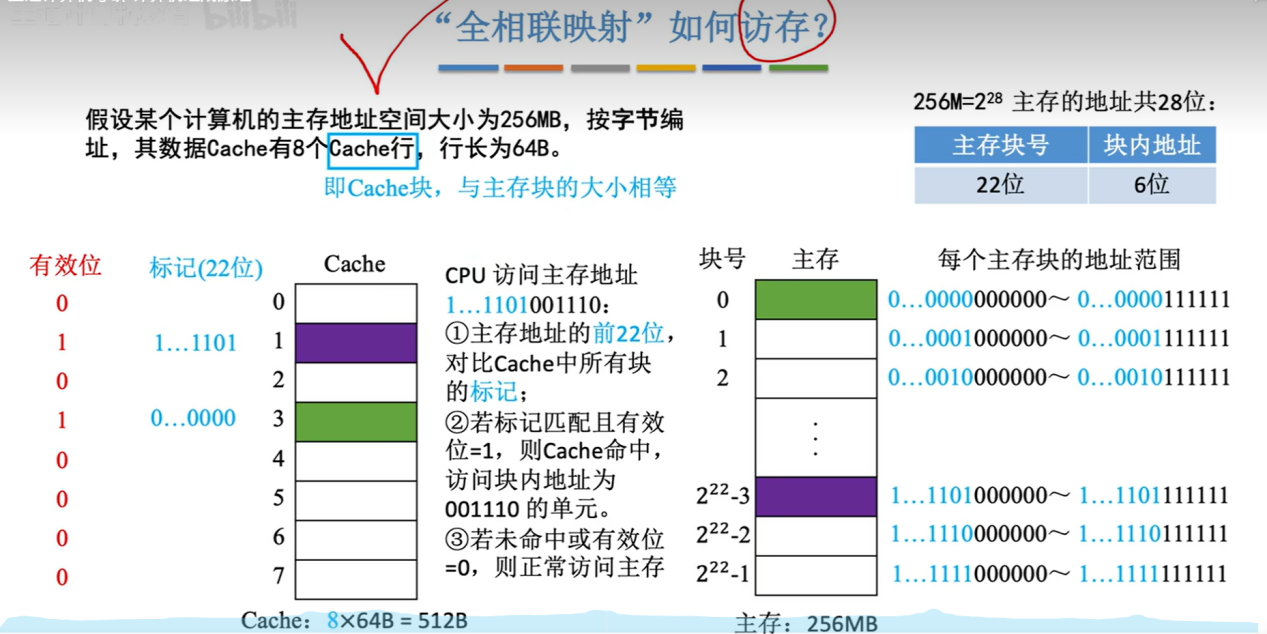 bilibili
“全相联映射”如何访存？
假设某个计算机的主存地址空间大小为256MB，按字节编
址，其数据Cache有8个Cache行，行长为64B。
即Cache块，与主存块的大小相等
256M=2²⁸ 主存的地址共28位：
主存块号 块内地址
22位 6位
有效位 标记(22位) Cache
0 0
1 1…1101 1
0 2
1 0…0000 3
0 4
0 5
0 6
0 7
Cache：8×64B = 512B
CPU 访问主存地址
1…1101001110：
①主存地址的前22位，
对比Cache中所有块
的标记；
②若标记匹配且有效
位=1，则Cache命中，
访问块内地址为
001110 的单元。
③若未命中或有效位
=0，则正常访问主存
块号 主存 每个主存块的地址范围
0 0…0000000000～ 0…0000111111
1 0…0001000000～ 0…0001111111
2 0…0010000000～ 0…0010111111
⋮
2²²-3 1…1101000000～ 1…1101111111
2²²-2 1…1110000000～ 1…1110111111
2²²-1 1…1111000000～ 1…1111111111
主存：256MB